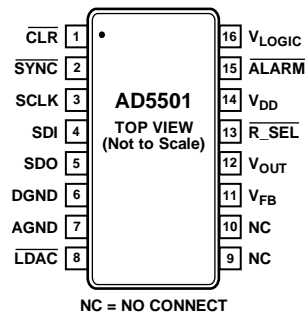 CLR 1 16 VLOGIC
SYNC 2 15 ALARM
SCLK 3 14 VDD
SDI 4 13 R_SEL
SDO 5 12 VOUT
DGND 6 11 VFB
AGND 7 10 NC
LDAC 8 9 NC
AD5501
TOP VIEW
(Not to Scale)
NC = NO CONNECT